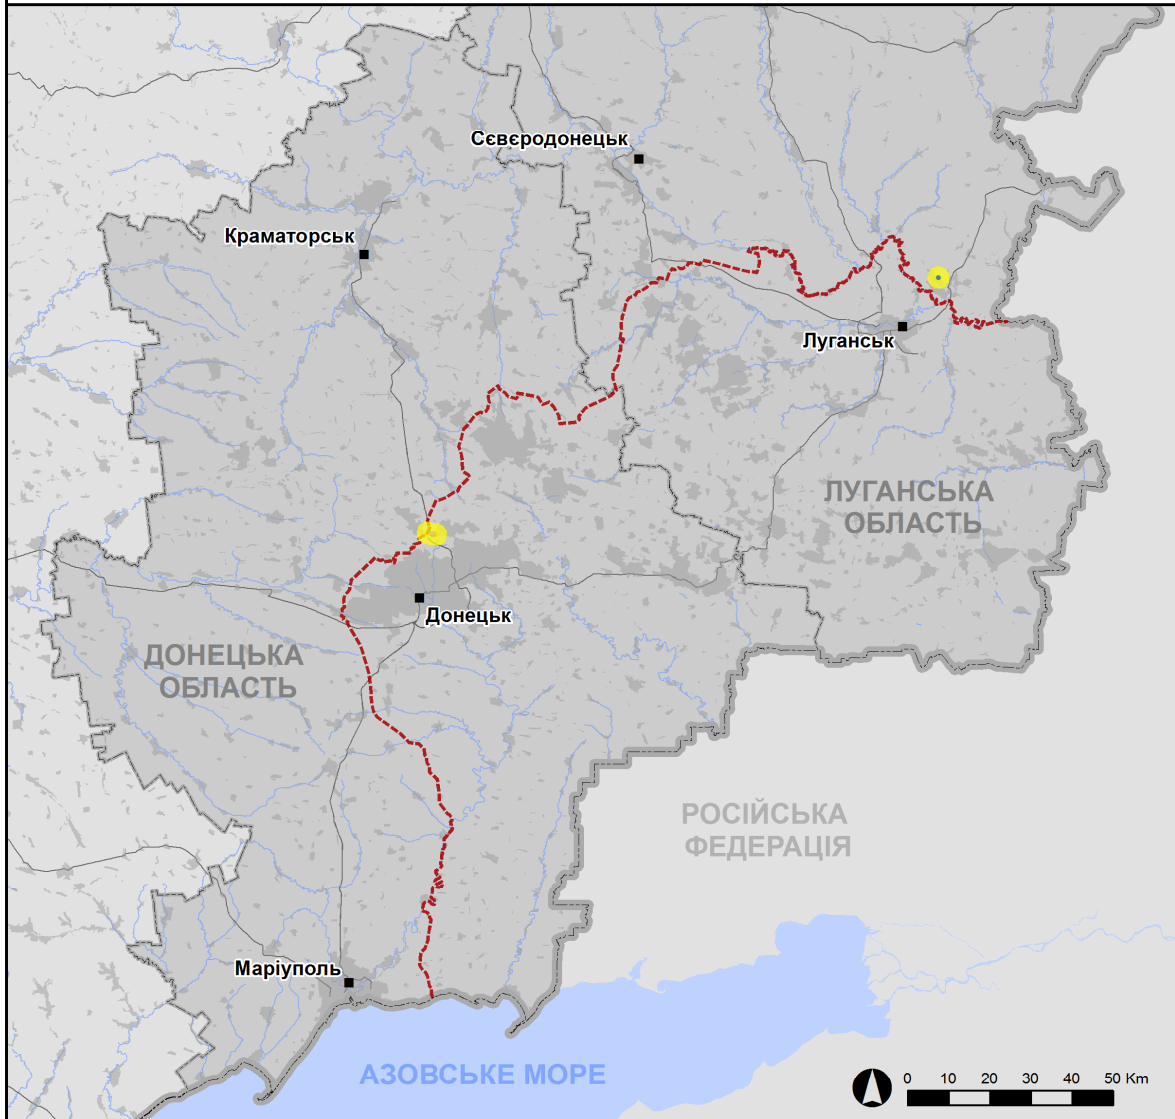 Сєвєродонецьк
Краматорськ
Луганськ
ЛУГАНСЬКА
ОБЛАСТЬ
Донецьк
ДОНЕЦЬКА
ОБЛАСТЬ
РОСІЙСЬКА
ФЕДЕРАЦІЯ
Маріуполь
АЗОВСЬКЕ МОРЕ
0 10 20 30 40 50 Km